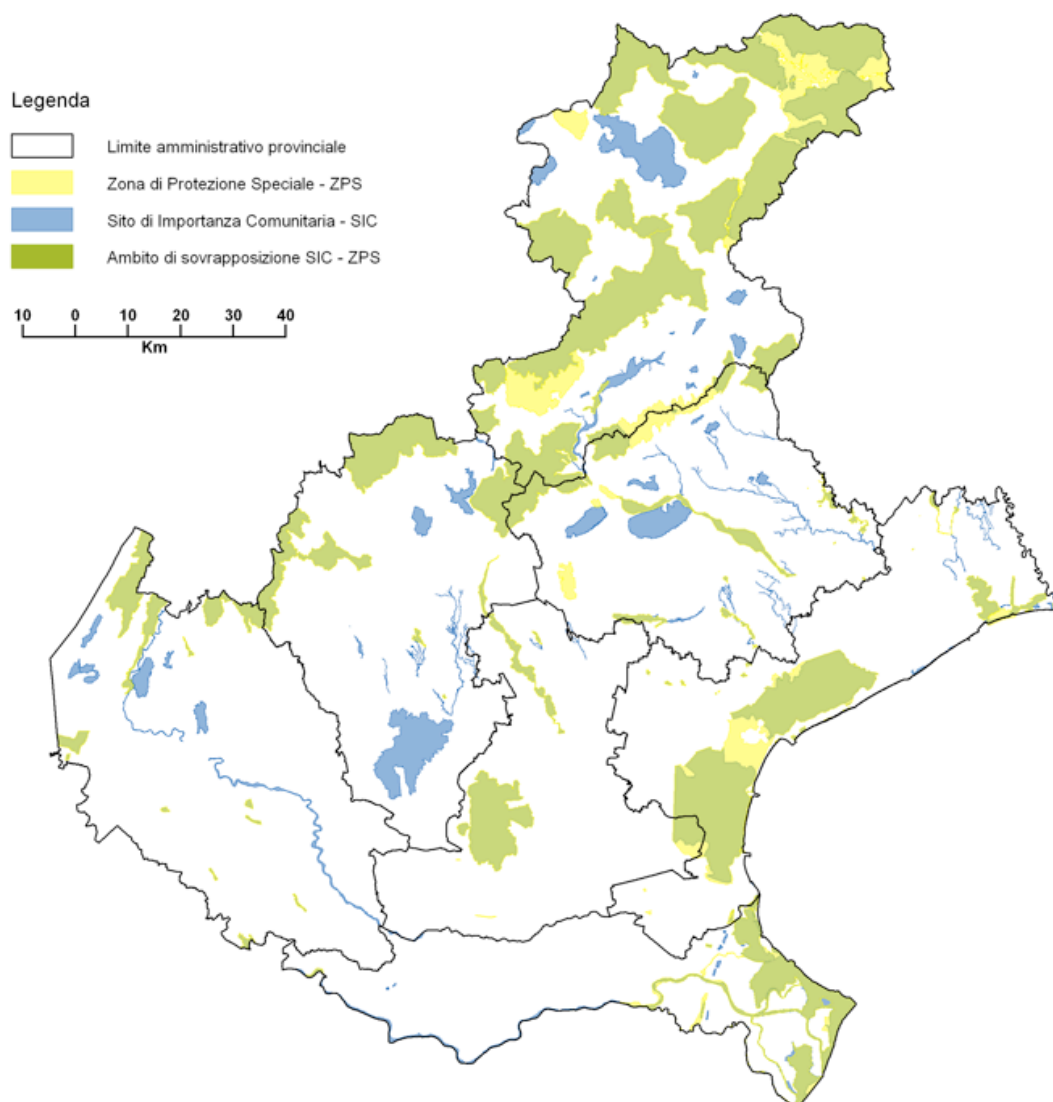 Legenda
Limite amministrativo provinciale
Zona di Protezione Speciale - ZPS
Sito di Importanza Comunitaria - SIC
Ambito di sovrapposizione SIC - ZPS
10 0 10 20 30 40
Km